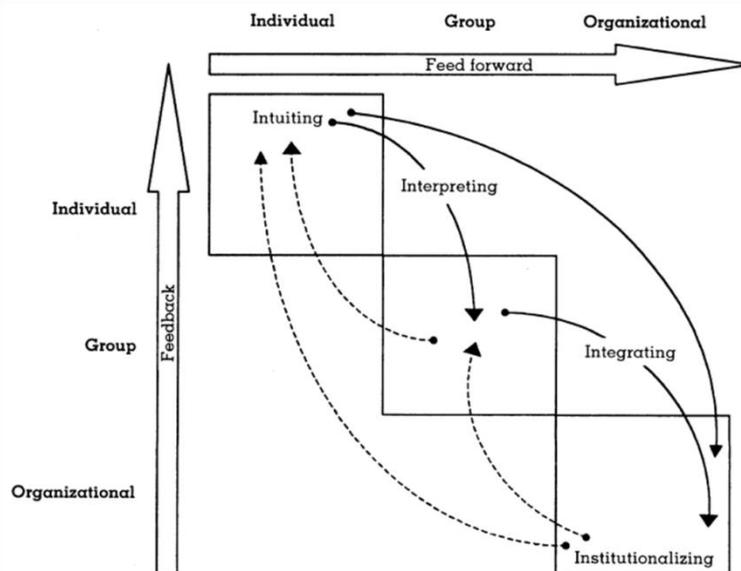 Individual Group Organizational
Feed forward
Intuiting
Interpreting
Individual
Feedback
Group
Integrating
Organizational
Institutionalizing